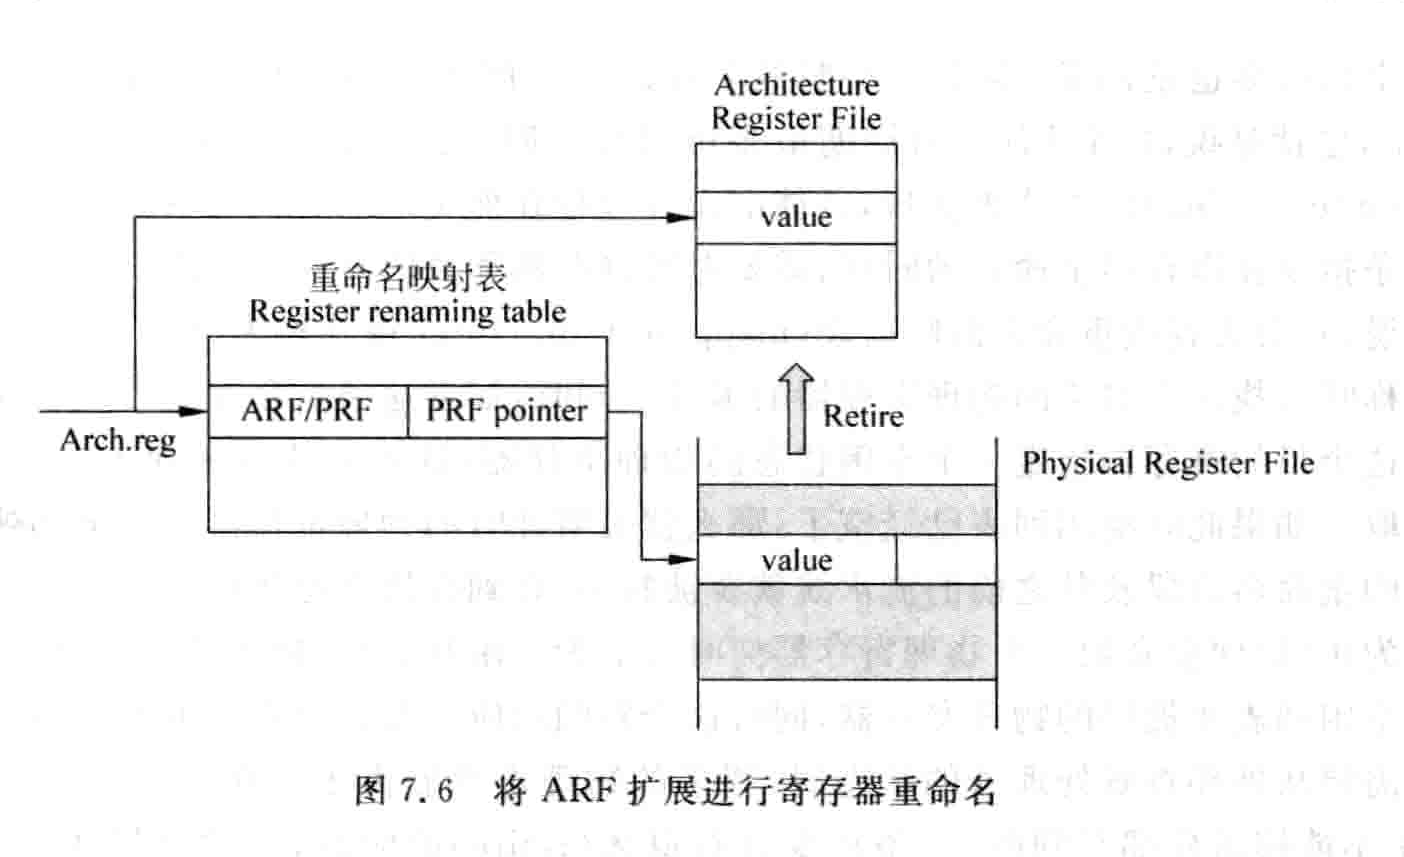 Architecture
Register File
value
重命名映射表
Register renaming table
ARF/PRF
PRF pointer
Arch.reg
Retire
Physical Register File
value
图 7.6 将 ARF 扩展进行寄存器重命名